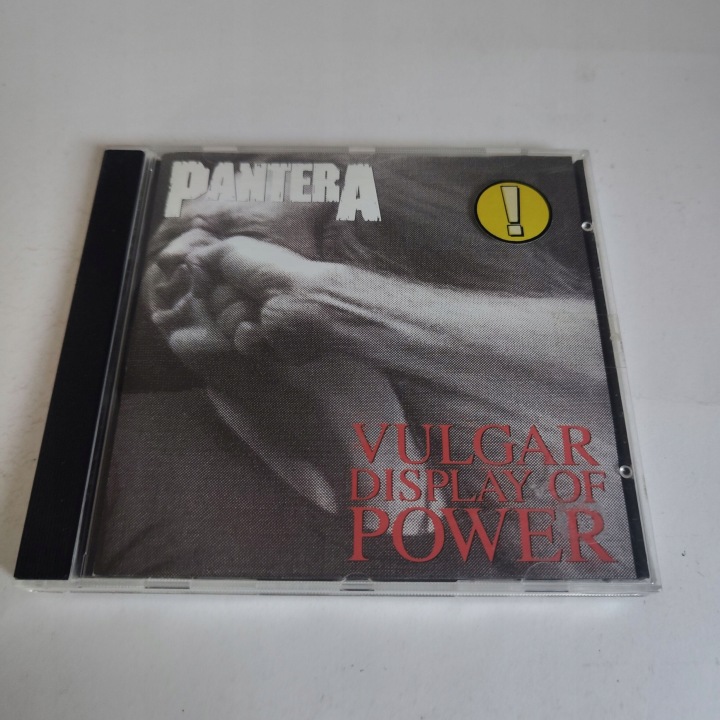 PANTERA
!
VULGAR
DISPLAY OF
POWER